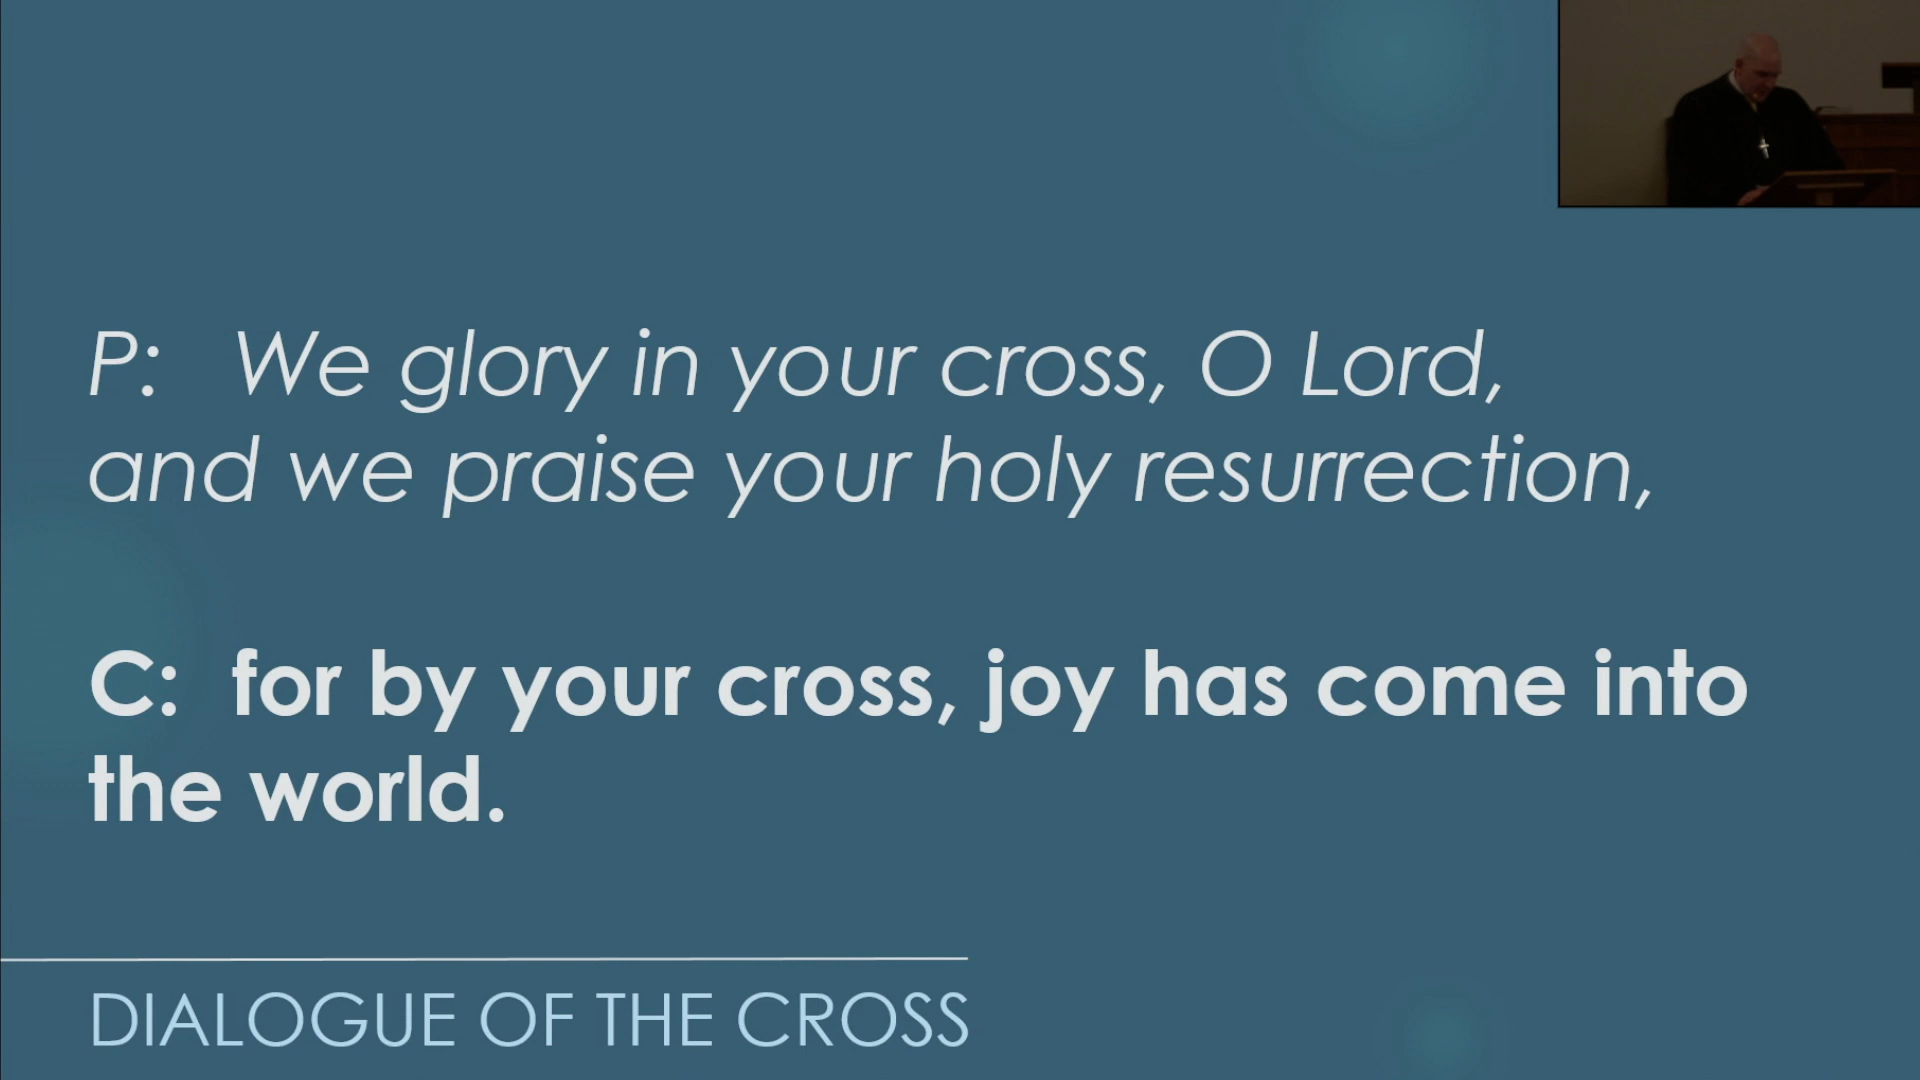 P: We glory in your cross, O Lord,
and we praise your holy resurrection,
C: for by your cross, joy has come into
the world.
DIALOGUE OF THE CROSS